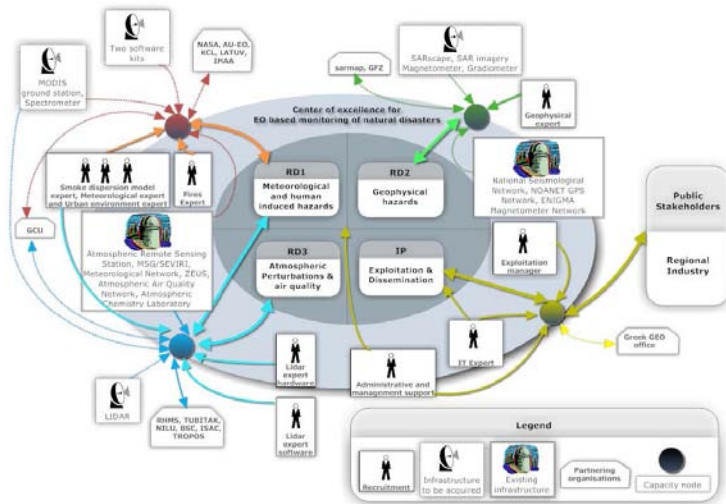 Two software
kits
NASA, AU-EO,
KCL, LATUV,
IMAA
MODIS
ground station,
Spectrometer
sarmap, GFZ
SARscape, SAR imagery
Magnetometer, Gradiometer
Geophysical
expert
Center of excellence for
EO based monitoring of natural disasters
RD1
Meteorological
and human
induced hazards
RD2
Geophysical
hazards
RD3
Atmospheric
Perturbations &
air quality
IP
Exploitation &
Dissemination
Smoke dispersion model
expert, Meteorological expert
and Urban environment expert
Fires
Expert
National Seismological
Network, NOANET GPS
Network, ENIGMA
Magnetometer Network
Public
Stakeholders
Regional
Industry
GCU
Atmospheric Remote Sensing
Station, MSG/SEVIRI,
Meteorological Network, ZEUS,
Atmospheric Air Quality
Network, Atmospheric
Chemistry Laboratory
Exploitation
manager
IT Expert
Greek GEO
office
Lidar expert
hardware
Administrative and
management support
LIDAR
RHMS, TUBITAK,
NILU, BSC, ISAC,
TROPOS
Lidar
expert
software
Legend
Recruitment
Infrastructure
to be acquired
Existing
infrastructure
Partnering
organisations
Capacity node